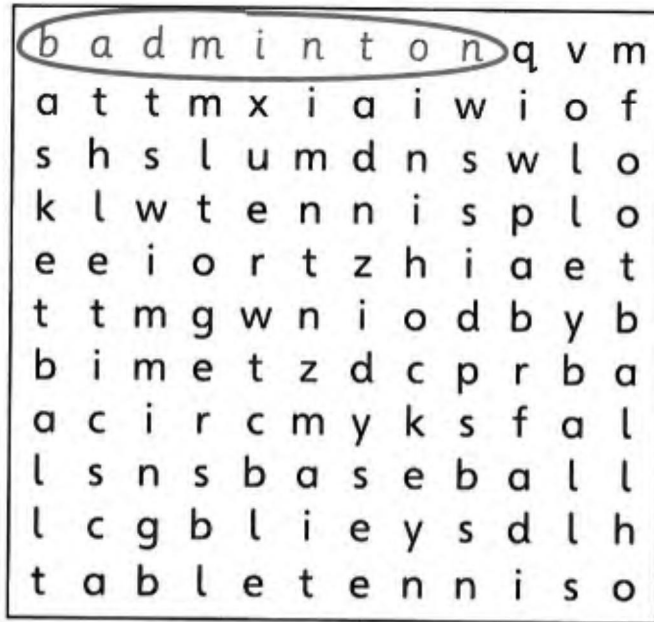 b a d m i n t o n q v m
a t t m x i a i w i o f
s h s l u m d n s w l o
k l w t e n n i s p l o
e e i o r t z h i a e t
t t m g w n i o d b y b
b i m e t z d c p r b a
a c i r c m y k s f a l
l s n s b a s e b a l l
l c g b l i e y s d l h
t a b l e t e n n i s o